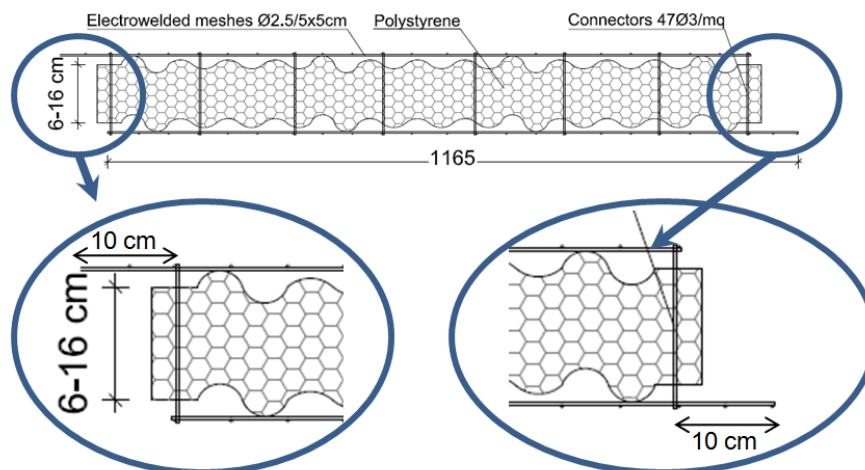 Electrowelded meshes Ø2.5/5x5cm
Polystyrene
Connectors 47Ø3/mq
6-16 cm
1165
10 cm
6-16 cm
10 cm